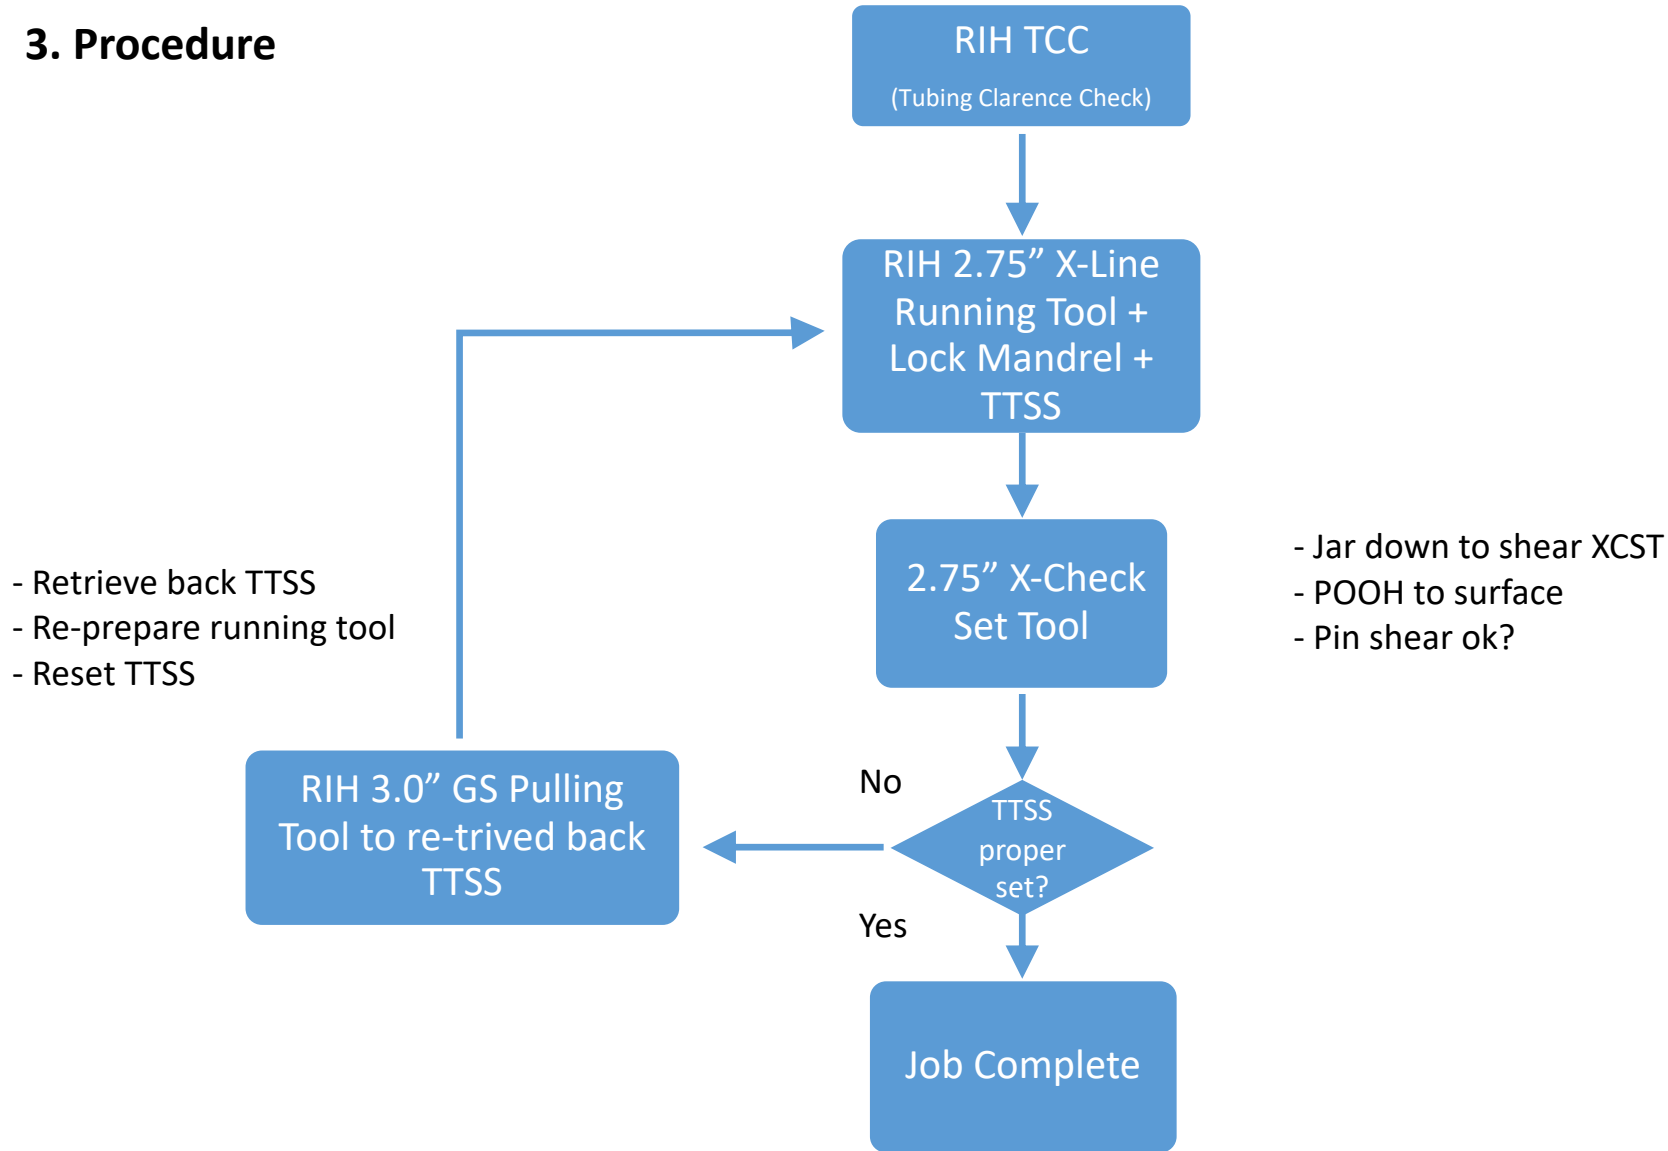 3. Procedure
RIH TCC
(Tubing Clarence Check)
RIH 2.75” X-Line
Running Tool +
Lock Mandrel +
TTSS
2.75” X-Check
Set Tool
- Jar down to shear XCST
- POOH to surface
- Pin shear ok?
- Retrieve back TTSS
- Re-prepare running tool
- Reset TTSS
RIH 3.0” GS Pulling
Tool to re-trived back
TTSS
No
TTSS
proper
set?
Yes
Job Complete